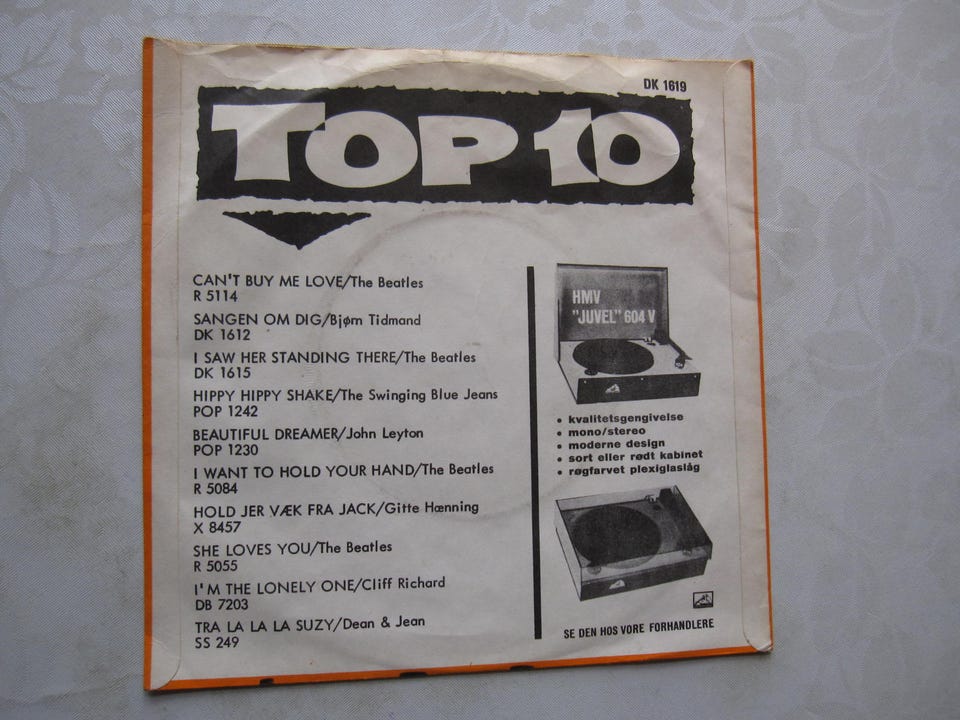 DK 1619
TOP 10
CAN'T BUY ME LOVE/The Beatles
R 5114
SANGEN OM DIG/Bjørn Tidmand
DK 1612
I SAW HER STANDING THERE/The Beatles
DK 1615
HIPPY HIPPY SHAKE/The Swinging Blue Jeans
POP 1242
BEAUTIFUL DREAMER/John Leyton
POP 1230
I WANT TO HOLD YOUR HAND/The Beatles
R 5084
HOLD JER VÆK FRA JACK/Gitte Hænning
X 8457
SHE LOVES YOU/The Beatles
R 5055
I'M THE LONELY ONE/Cliff Richard
DB 7203
TRA LA LA LA SUZY/Dean & Jean
SS 249
HMV
"JUVEL" 604 V
• kvalitetsgengivelse
• mono/stereo
• moderne design
• sort eller rødt kabinet
• røgfarvet plexiglaslåg
SE DEN HOS VORE FORHANDLERE